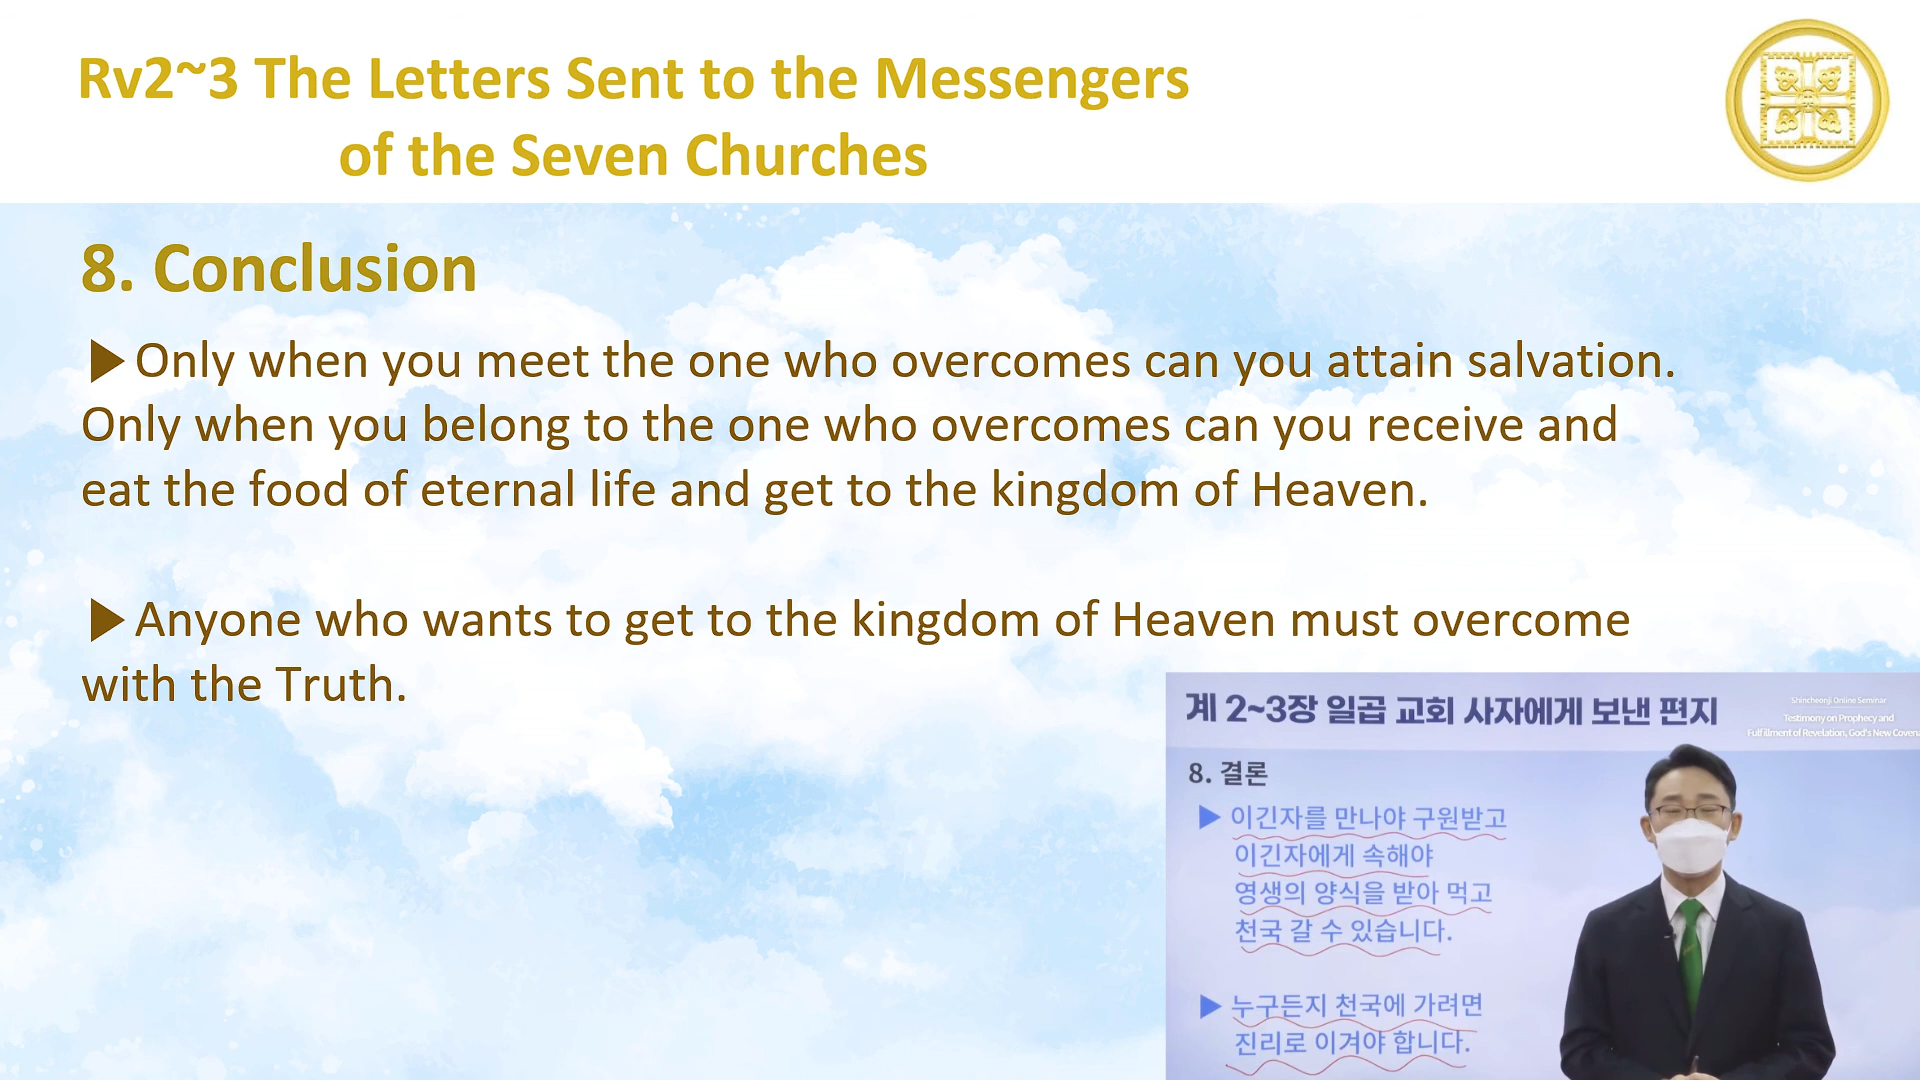 Rv2~3 The Letters Sent to the Messengers
of the Seven Churches
8. Conclusion
▶Only when you meet the one who overcomes can you attain salvation.
Only when you belong to the one who overcomes can you receive and
eat the food of eternal life and get to the kingdom of Heaven.
▶Anyone who wants to get to the kingdom of Heaven must overcome
with the Truth.
계 2~3장 일곱 교회 사자에게 보낸 편지
Shincheonji Online Seminar
Testimony on Prophecy and
Fulfillment of Revelation, God's New Covena
8. 결론
▶ 이긴자를 만나야 구원받고
이긴자에게 속해야
영생의 양식을 받아 먹고
천국 갈 수 있습니다.
▶ 누구든지 천국에 가려면
진리로 이겨야 합니다.